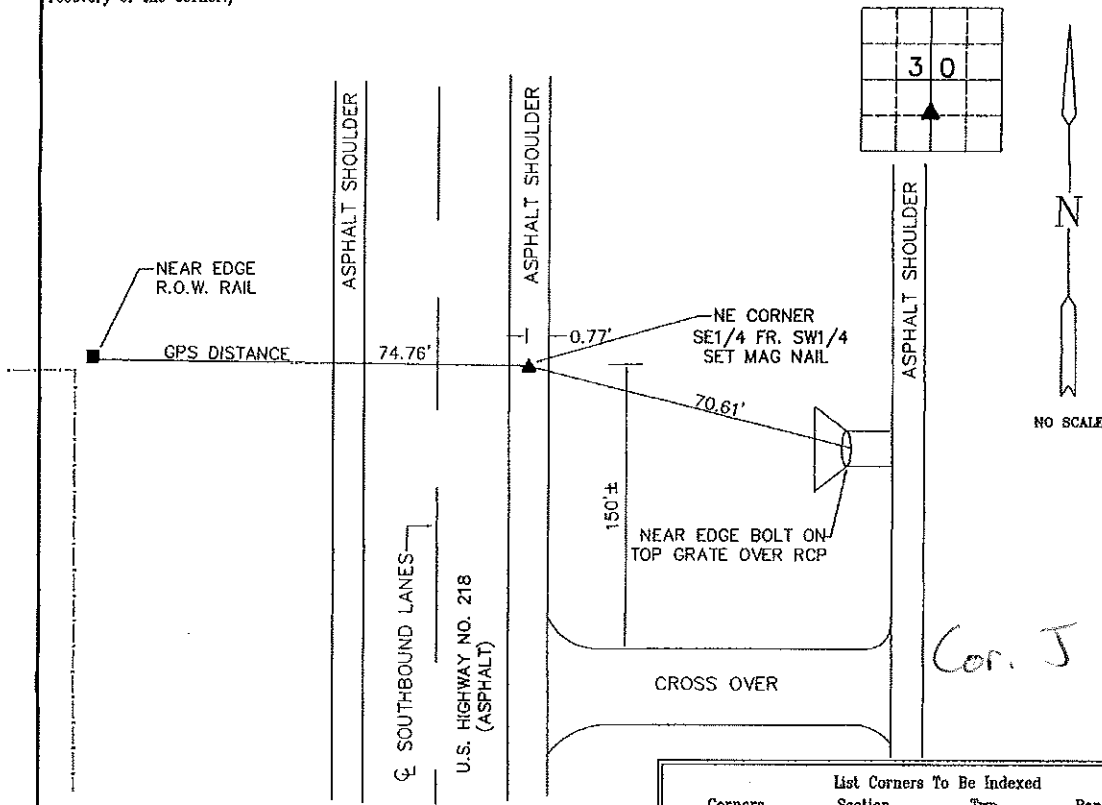 recovery of the corner)
3 0
ASPHALT SHOULDER
ASPHALT SHOULDER
ASPHALT SHOULDER
N
NO SCALE
NEAR EDGE
R.O.W. RAIL
GPS DISTANCE
74.76'
0.77'
NE CORNER
SE1/4 FR. SW1/4
SET MAG NAIL
70.61'
150'±
NEAR EDGE BOLT ON
TOP GRATE OVER RCP
℄ SOUTHBOUND LANES
U.S. HIGHWAY NO. 218
(ASPHALT)
CROSS OVER
Cor. J
List Corners To Be Indexed
Corners Section Twp